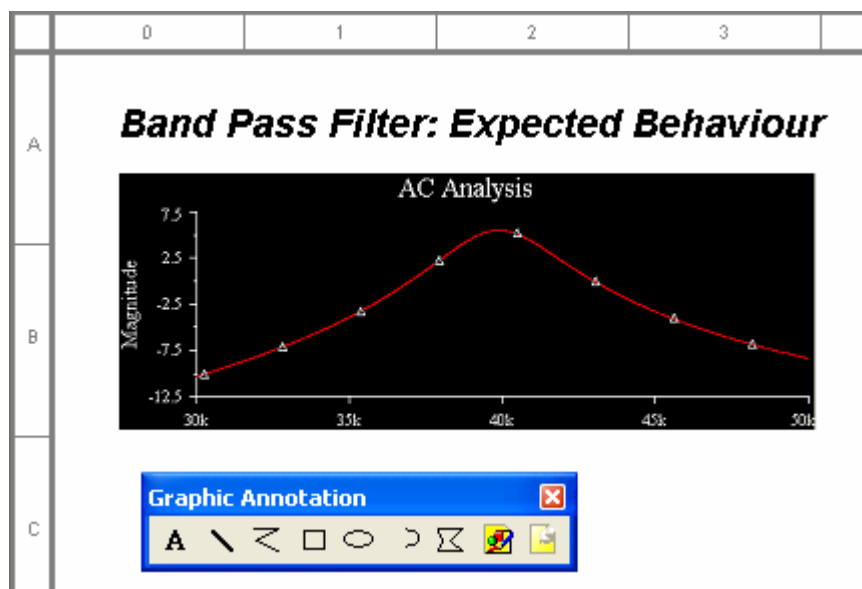 0 1 2 3
A
Band Pass Filter: Expected Behaviour
AC Analysis
7.5
2.5
Magnitude
-2.5
B
-7.5
-12.5
30k 35k 40k 45k 50k
Graphic Annotation
A
C